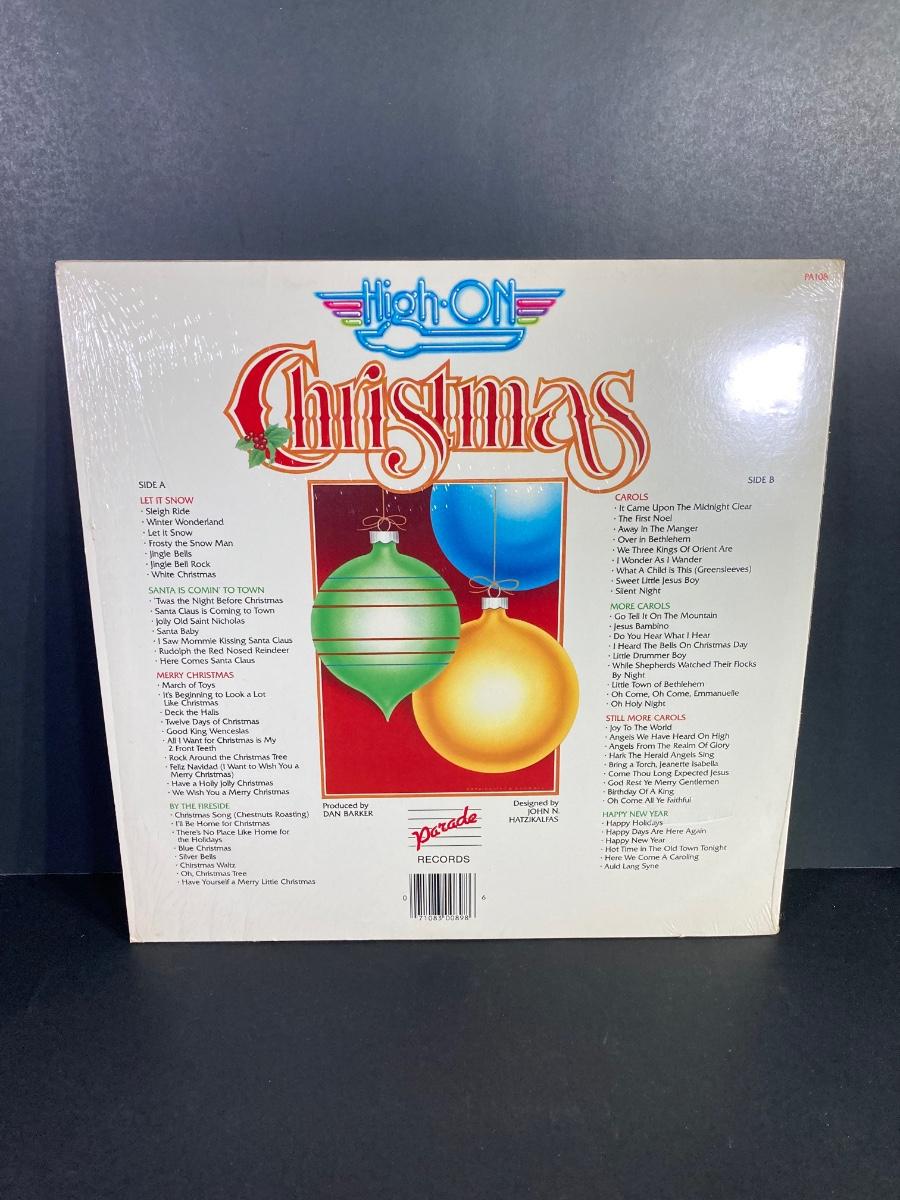 PA108
High·ON
Christmas
SIDE A
LET IT SNOW
· Sleigh Ride
· Winter Wonderland
· Let it Snow
· Frosty the Snow Man
· Jingle Bells
· Jingle Bell Rock
· White Christmas
SANTA IS COMIN' TO TOWN
· 'Twas the Night Before Christmas
· Santa Claus is Coming to Town
· Jolly Old Saint Nicholas
· Santa Baby
· I Saw Mommie Kissing Santa Claus
· Rudolph the Red Nosed Reindeer
· Here Comes Santa Claus
MERRY CHRISTMAS
· March of Toys
· It's Beginning to Look a Lot
Like Christmas
· Deck the Halls
· Twelve Days of Christmas
· Good King Wenceslas
· All I Want for Christmas is My
2 Front Teeth
· Rock Around the Christmas Tree
· Feliz Navidad (I Want to Wish You a
Merry Christmas)
· Have a Holly Jolly Christmas
· We Wish You a Merry Christmas
BY THE FIRESIDE
· Christmas Song (Chestnuts Roasting)
· I'll Be Home for Christmas
· There's No Place Like Home for
the Holidays
· Blue Christmas
· Silver Bells
· Christmas Waltz
· Oh, Christmas Tree
· Have Yourself a Merry Little Christmas
SIDE B
CAROLS
· It Came Upon The Midnight Clear
· The First Noel
· Away In The Manger
· Over in Bethlehem
· We Three Kings Of Orient Are
· I Wonder As I Wander
· What A Child is This (Greensleeves)
· Sweet Little Jesus Boy
· Silent Night
MORE CAROLS
· Go Tell It On The Mountain
· Jesus Bambino
· Do You Hear What I Hear
· I Heard The Bells On Christmas Day
· Little Drummer Boy
· While Shepherds Watched Their Flocks
By Night
· Little Town of Bethlehem
· Oh Come, Oh Come, Emmanuelle
· Oh Holy Night
STILL MORE CAROLS
· Joy To The World
· Angels We Have Heard On High
· Angels From The Realm Of Glory
· Hark The Herald Angels Sing
· Bring a Torch, Jeanette Isabella
· Come Thou Long Expected Jesus
· God Rest Ye Merry Gentlemen
· Birthday Of A King
· Oh Come All Ye Faithful
HAPPY NEW YEAR
· Happy Holidays
· Happy Days Are Here Again
· Happy New Year
· Hot Time In The Old Town Tonight
· Here We Come A Caroling
· Auld Lang Syne
Produced by
DAN BARKER
Designed by
JOHN N.
HATZIKALFAS
Parade
RECORDS
0 71083 00898 6